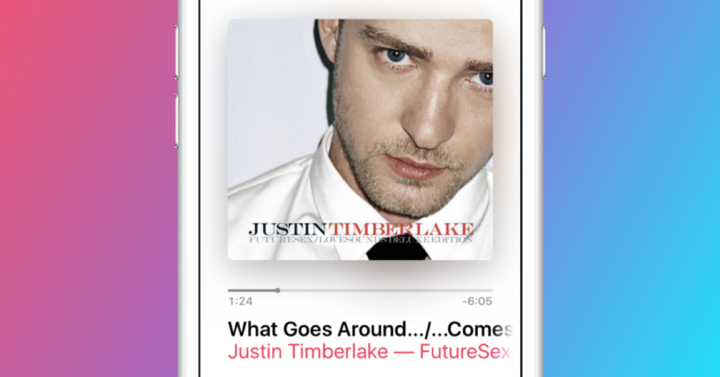 JUSTIN TIMBERLAKE
FUTURESEX/LOVESOUNDS DELUXE EDITION
1:24 -6:05
What Goes Around.../...Comes
Justin Timberlake — FutureSex